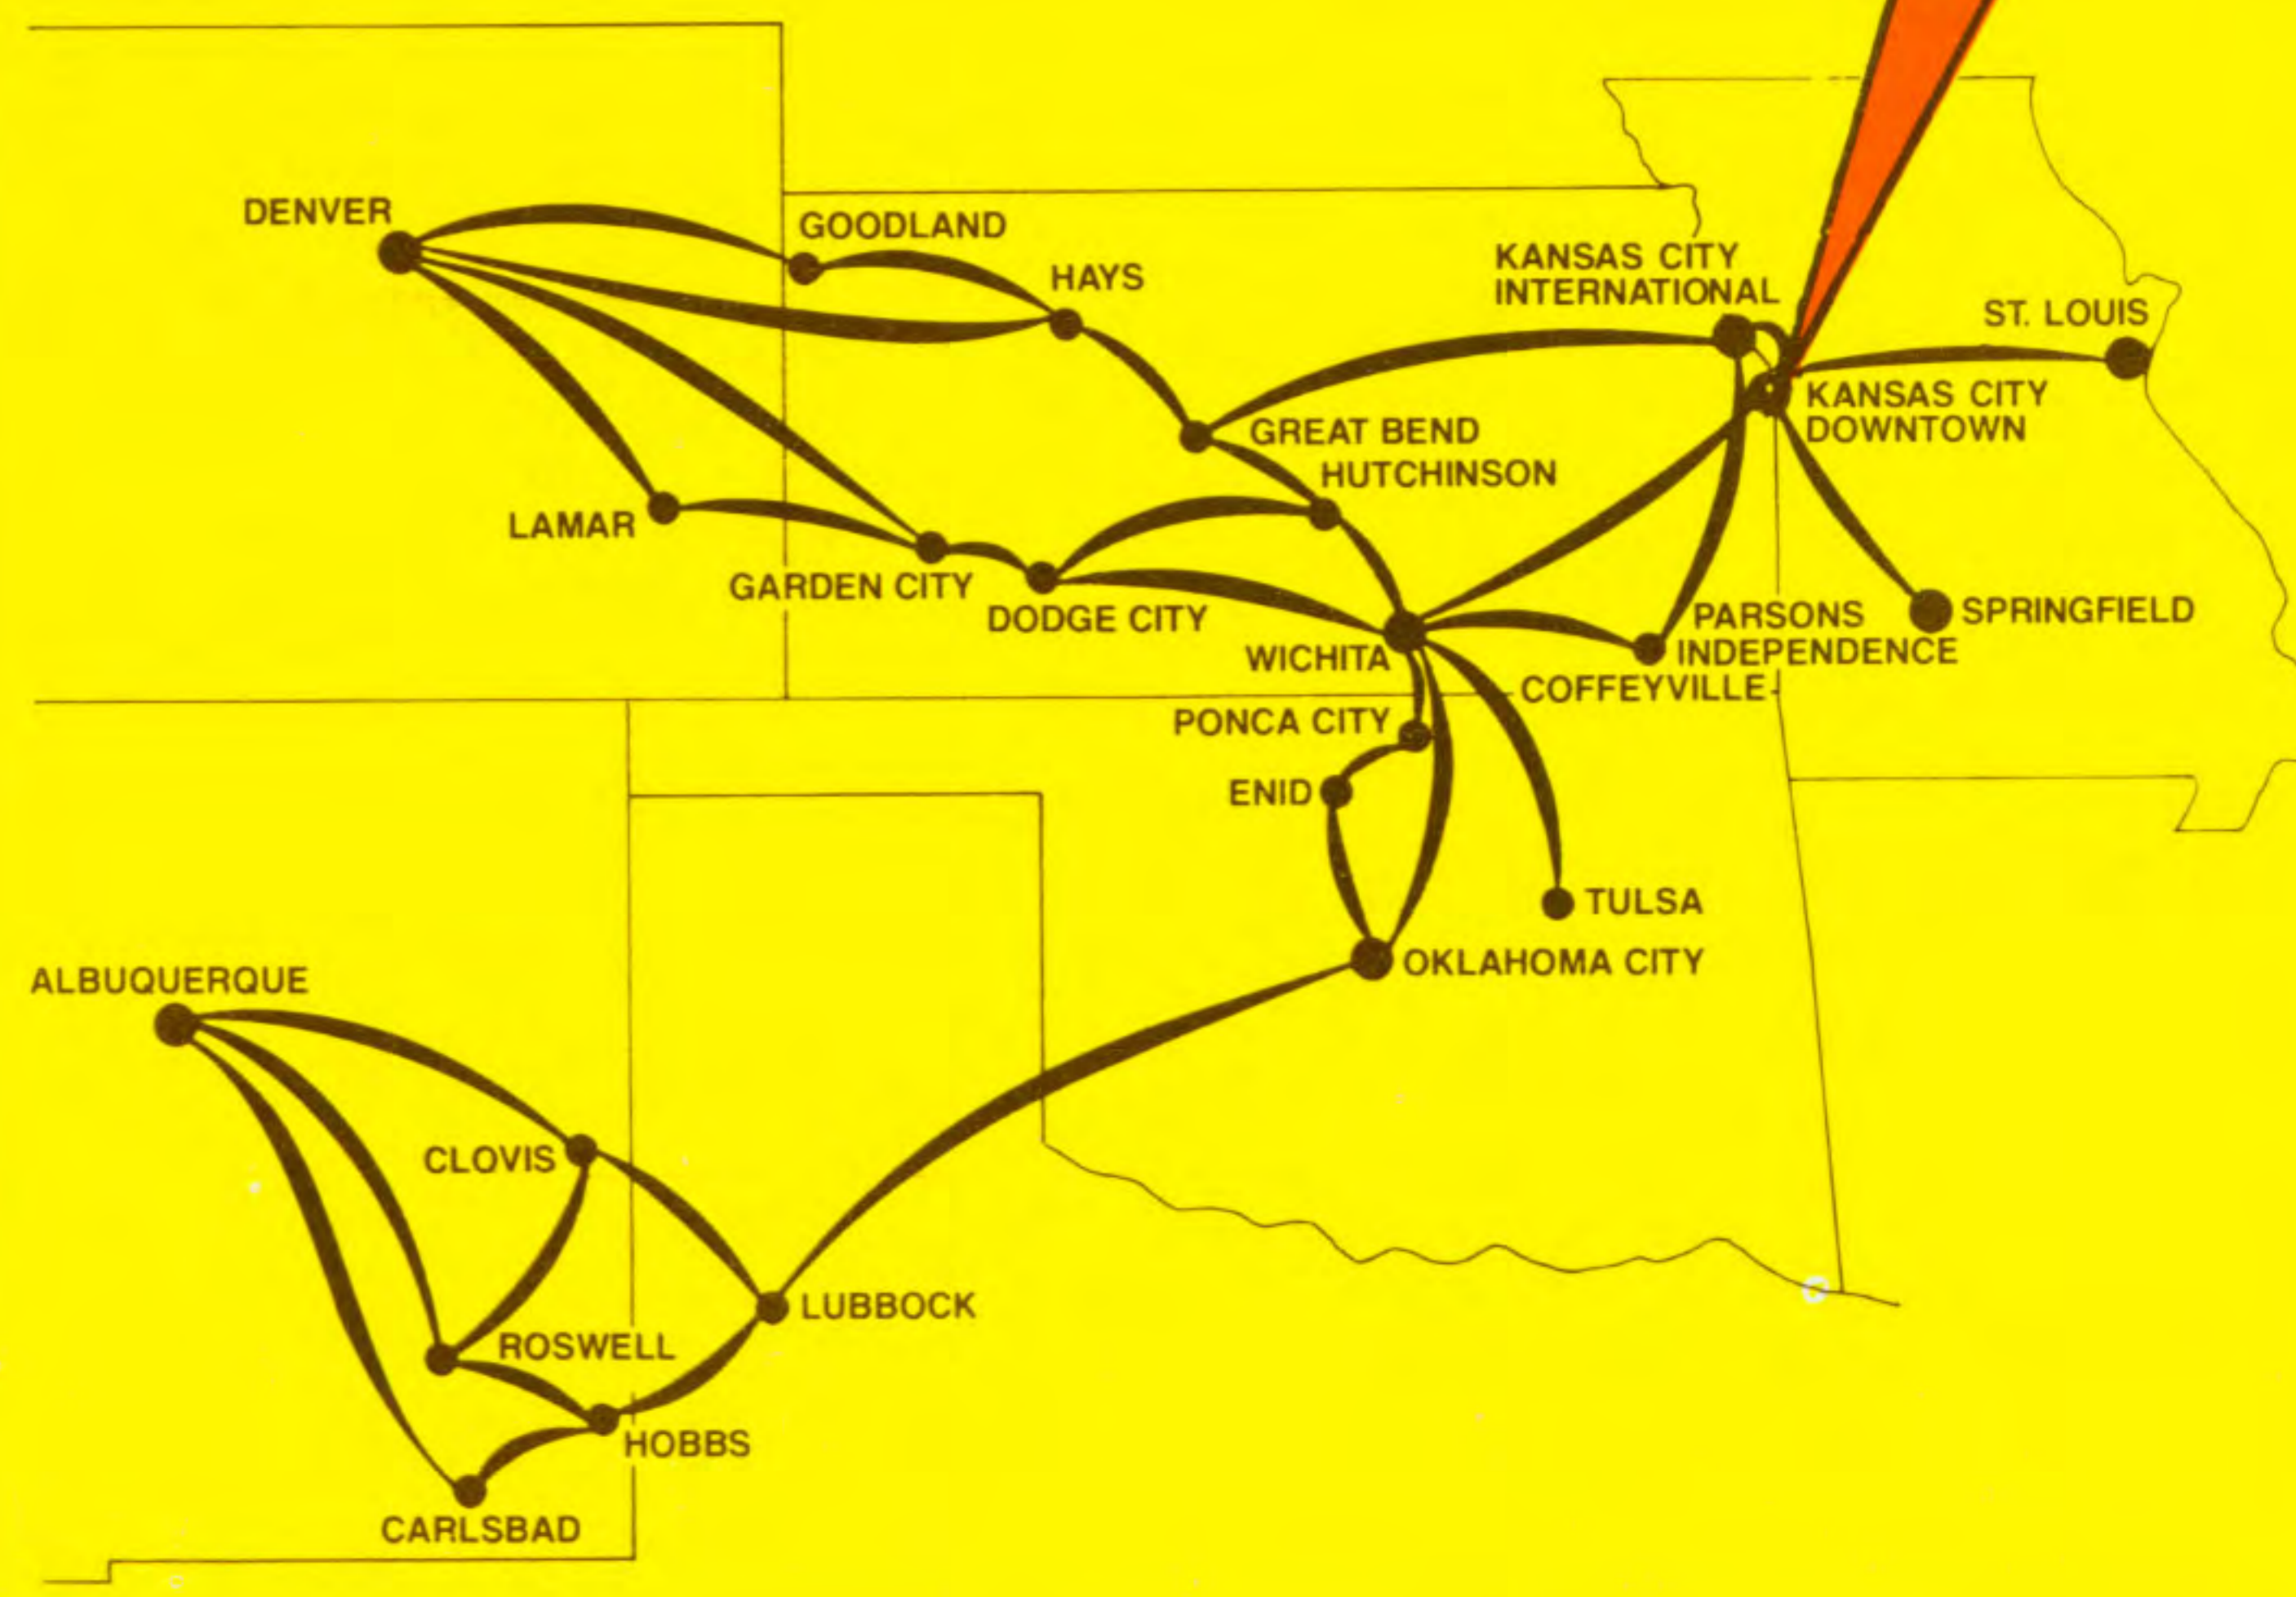 DENVER
GOODLAND
HAYS
KANSAS CITY
INTERNATIONAL
ST. LOUIS
KANSAS CITY
DOWNTOWN
GREAT BEND
HUTCHINSON
LAMAR
GARDEN CITY
DODGE CITY
WICHITA
PARSONS
INDEPENDENCE
COFFEYVILLE
SPRINGFIELD
PONCA CITY
ENID
TULSA
OKLAHOMA CITY
ALBUQUERQUE
CLOVIS
LUBBOCK
ROSWELL
HOBBS
CARLSBAD